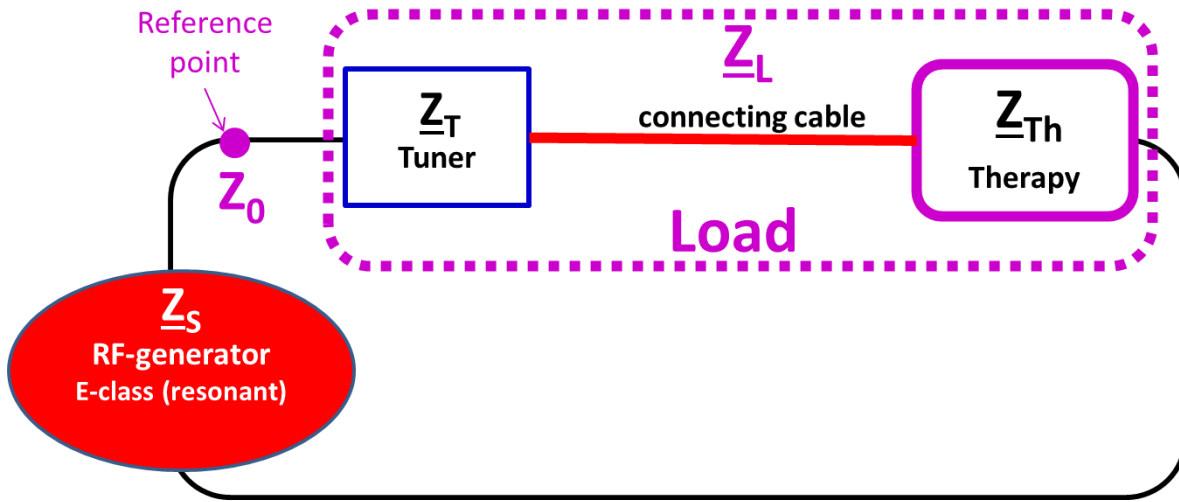 Reference
point
Z0
ZT
Tuner
connecting cable
ZL
Load
ZTh
Therapy
ZS
RF-generator
E-class (resonant)